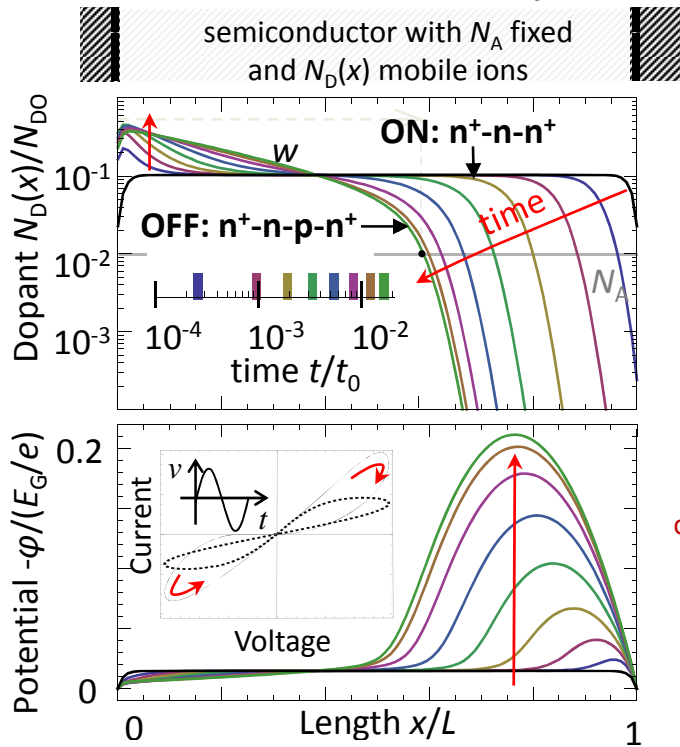 semiconductor with N_A fixed
and N_D(x) mobile ions
Dopant N_D(x)/N_DO
10^-1
10^-2
10^-3
w
ON: n⁺-n-n⁺
OFF: n⁺-n-p-n⁺
time
N_A
10^-4 10^-3 10^-2
time t/t_0
Potential -φ/(E_G/e)
0.2
0
v
t
Current
Voltage
0 Length x/L 1